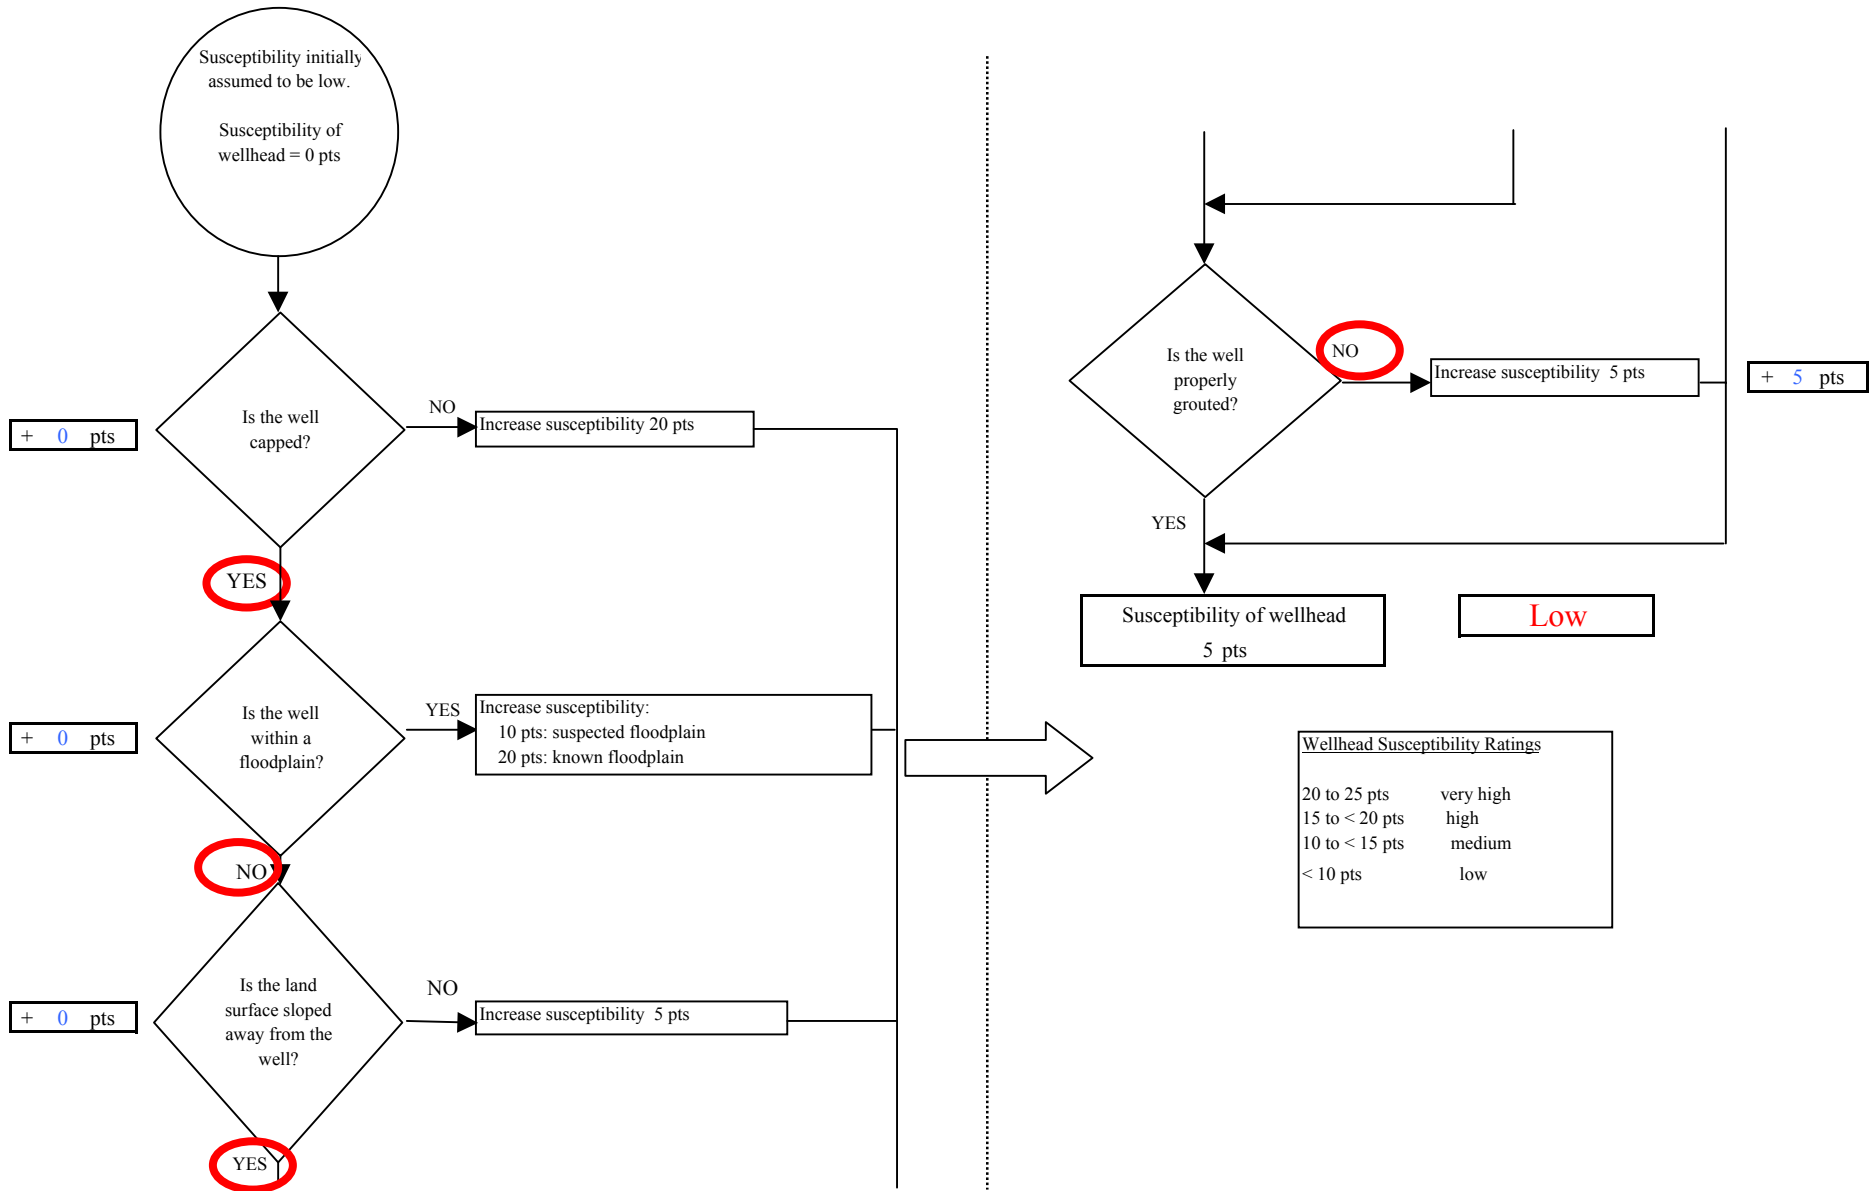 Susceptibility initially
assumed to be low.
Susceptibility of
wellhead = 0 pts
+ 0 pts
Is the well
capped?
NO
Increase susceptibility 20 pts
YES
+ 0 pts
Is the well
within a
floodplain?
YES
Increase susceptibility:
10 pts: suspected floodplain
20 pts: known floodplain
NO
+ 0 pts
Is the land
surface sloped
away from the
well?
NO
Increase susceptibility 5 pts
YES
Is the well
properly
grouted?
NO
Increase susceptibility 5 pts
+ 5 pts
YES
Susceptibility of wellhead
5 pts
Low
Wellhead Susceptibility Ratings
20 to 25 pts very high
15 to < 20 pts high
10 to < 15 pts medium
< 10 pts low